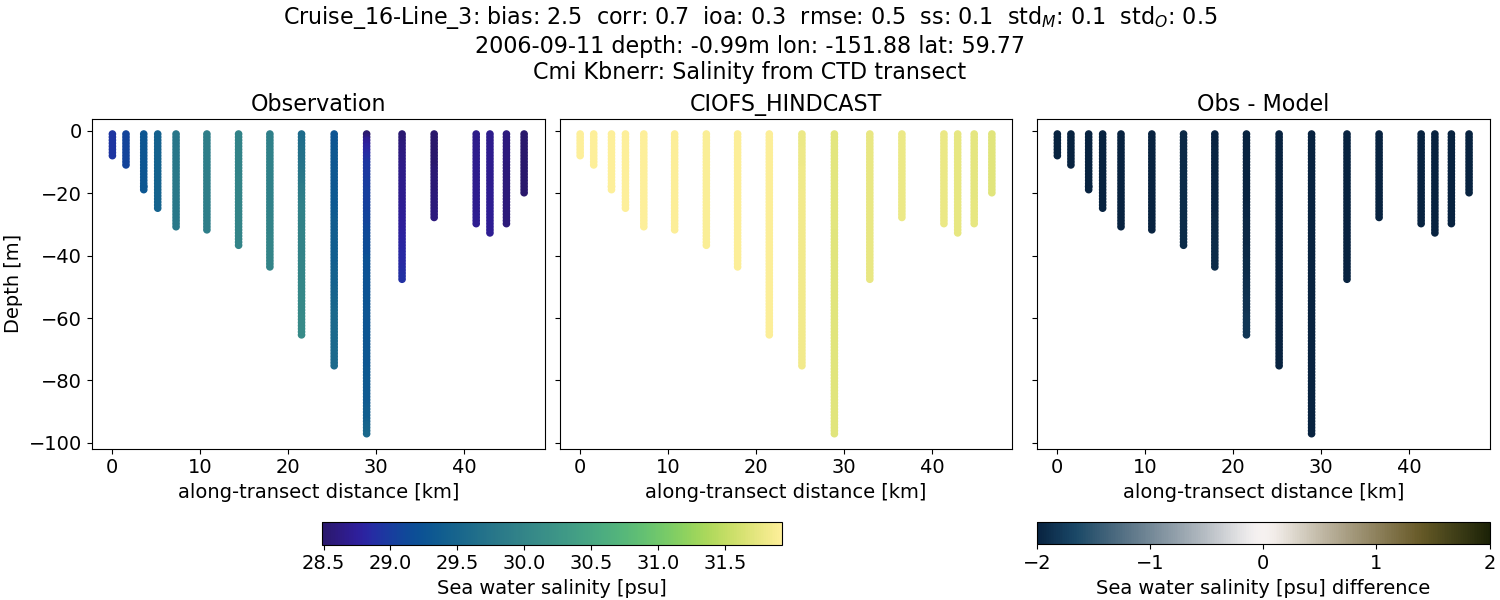 Cruise_16-Line_3: bias: 2.5 corr: 0.7 ioa: 0.3 rmse: 0.5 ss: 0.1 std_M: 0.1 std_O: 0.5
2006-09-11 depth: -0.99m lon: -151.88 lat: 59.77
Cmi Kbnerr: Salinity from CTD transect
Observation CIOFS_HINDCAST Obs - Model
Depth [m]
0
−20
−40
−60
−80
−100
0 10 20 30 40 0 10 20 30 40 0 10 20 30 40
along-transect distance [km] along-transect distance [km] along-transect distance [km]
28.5 29.0 29.5 30.0 30.5 31.0 31.5 −2 −1 0 1 2
Sea water salinity [psu] Sea water salinity [psu] difference